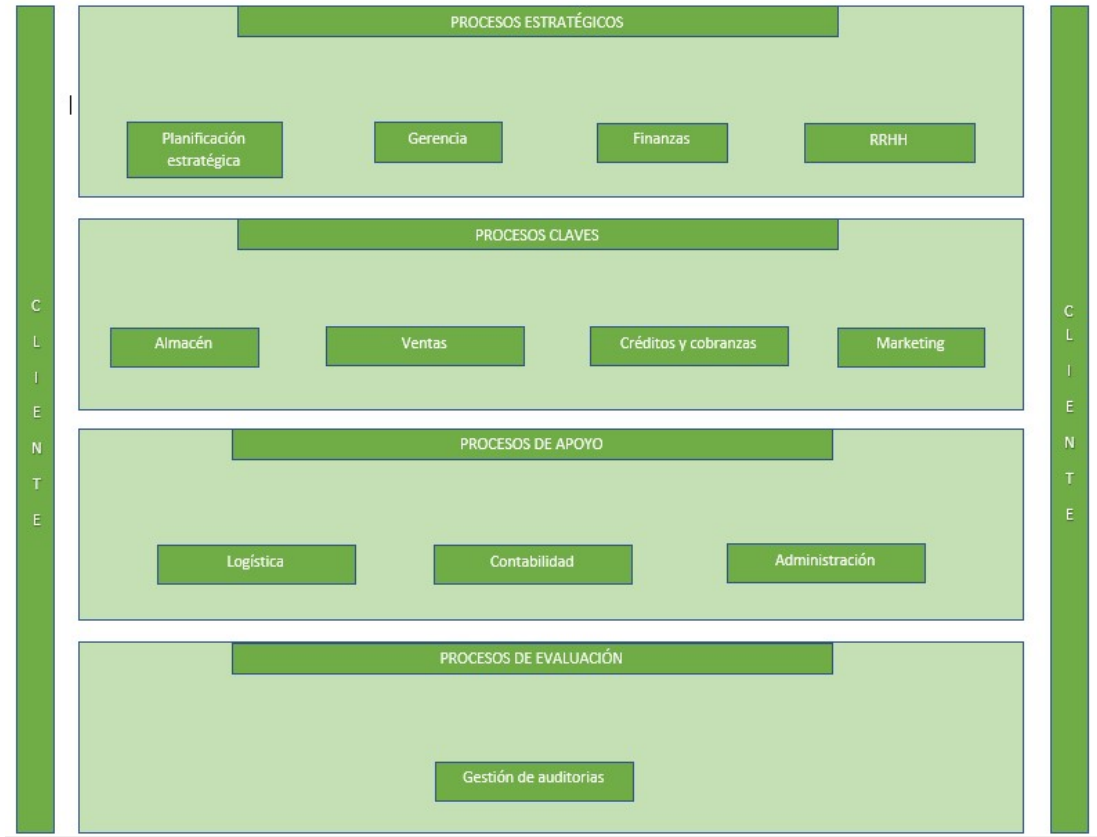 PROCESOS ESTRATÉGICOS
Planificación
estratégica
Gerencia
Finanzas
RRHH
PROCESOS CLAVES
Almacén
Ventas
Créditos y cobranzas
Marketing
PROCESOS DE APOYO
Logística
Contabilidad
Administración
PROCESOS DE EVALUACIÓN
Gestión de auditorias
C
L
I
E
N
T
E
C
L
I
E
N
T
E